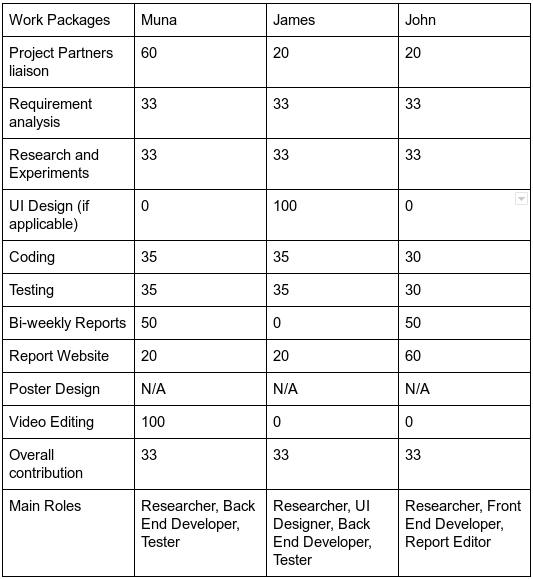 Work Packages Muna James John
Project Partners liaison 60 20 20
Requirement analysis 33 33 33
Research and Experiments 33 33 33
UI Design (if applicable) 0 100 0
Coding 35 35 30
Testing 35 35 30
Bi-weekly Reports 50 0 50
Report Website 20 20 60
Poster Design N/A N/A N/A
Video Editing 100 0 0
Overall contribution 33 33 33
Main Roles Researcher, Back End Developer, Tester Researcher, UI Designer, Back End Developer, Tester Researcher, Front End Developer, Report Editor